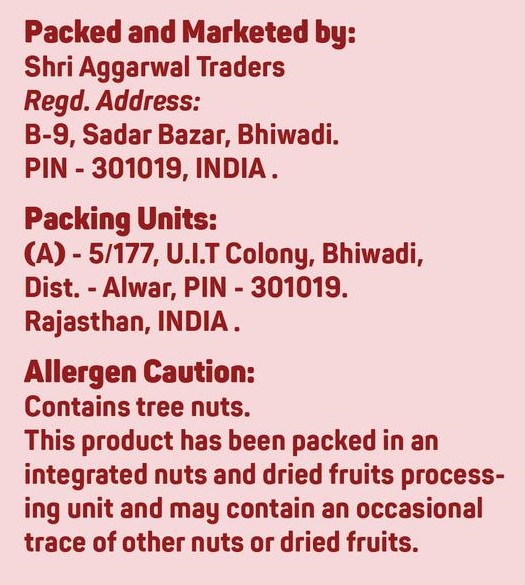 Packed and Marketed by:
Shri Aggarwal Traders
Regd. Address:
B-9, Sadar Bazar, Bhiwadi.
PIN - 301019, INDIA .
Packing Units:
(A) - 5/177, U.I.T Colony, Bhiwadi,
Dist. - Alwar, PIN - 301019.
Rajasthan, INDIA .
Allergen Caution:
Contains tree nuts.
This product has been packed in an
integrated nuts and dried fruits process-
ing unit and may contain an occasional
trace of other nuts or dried fruits.